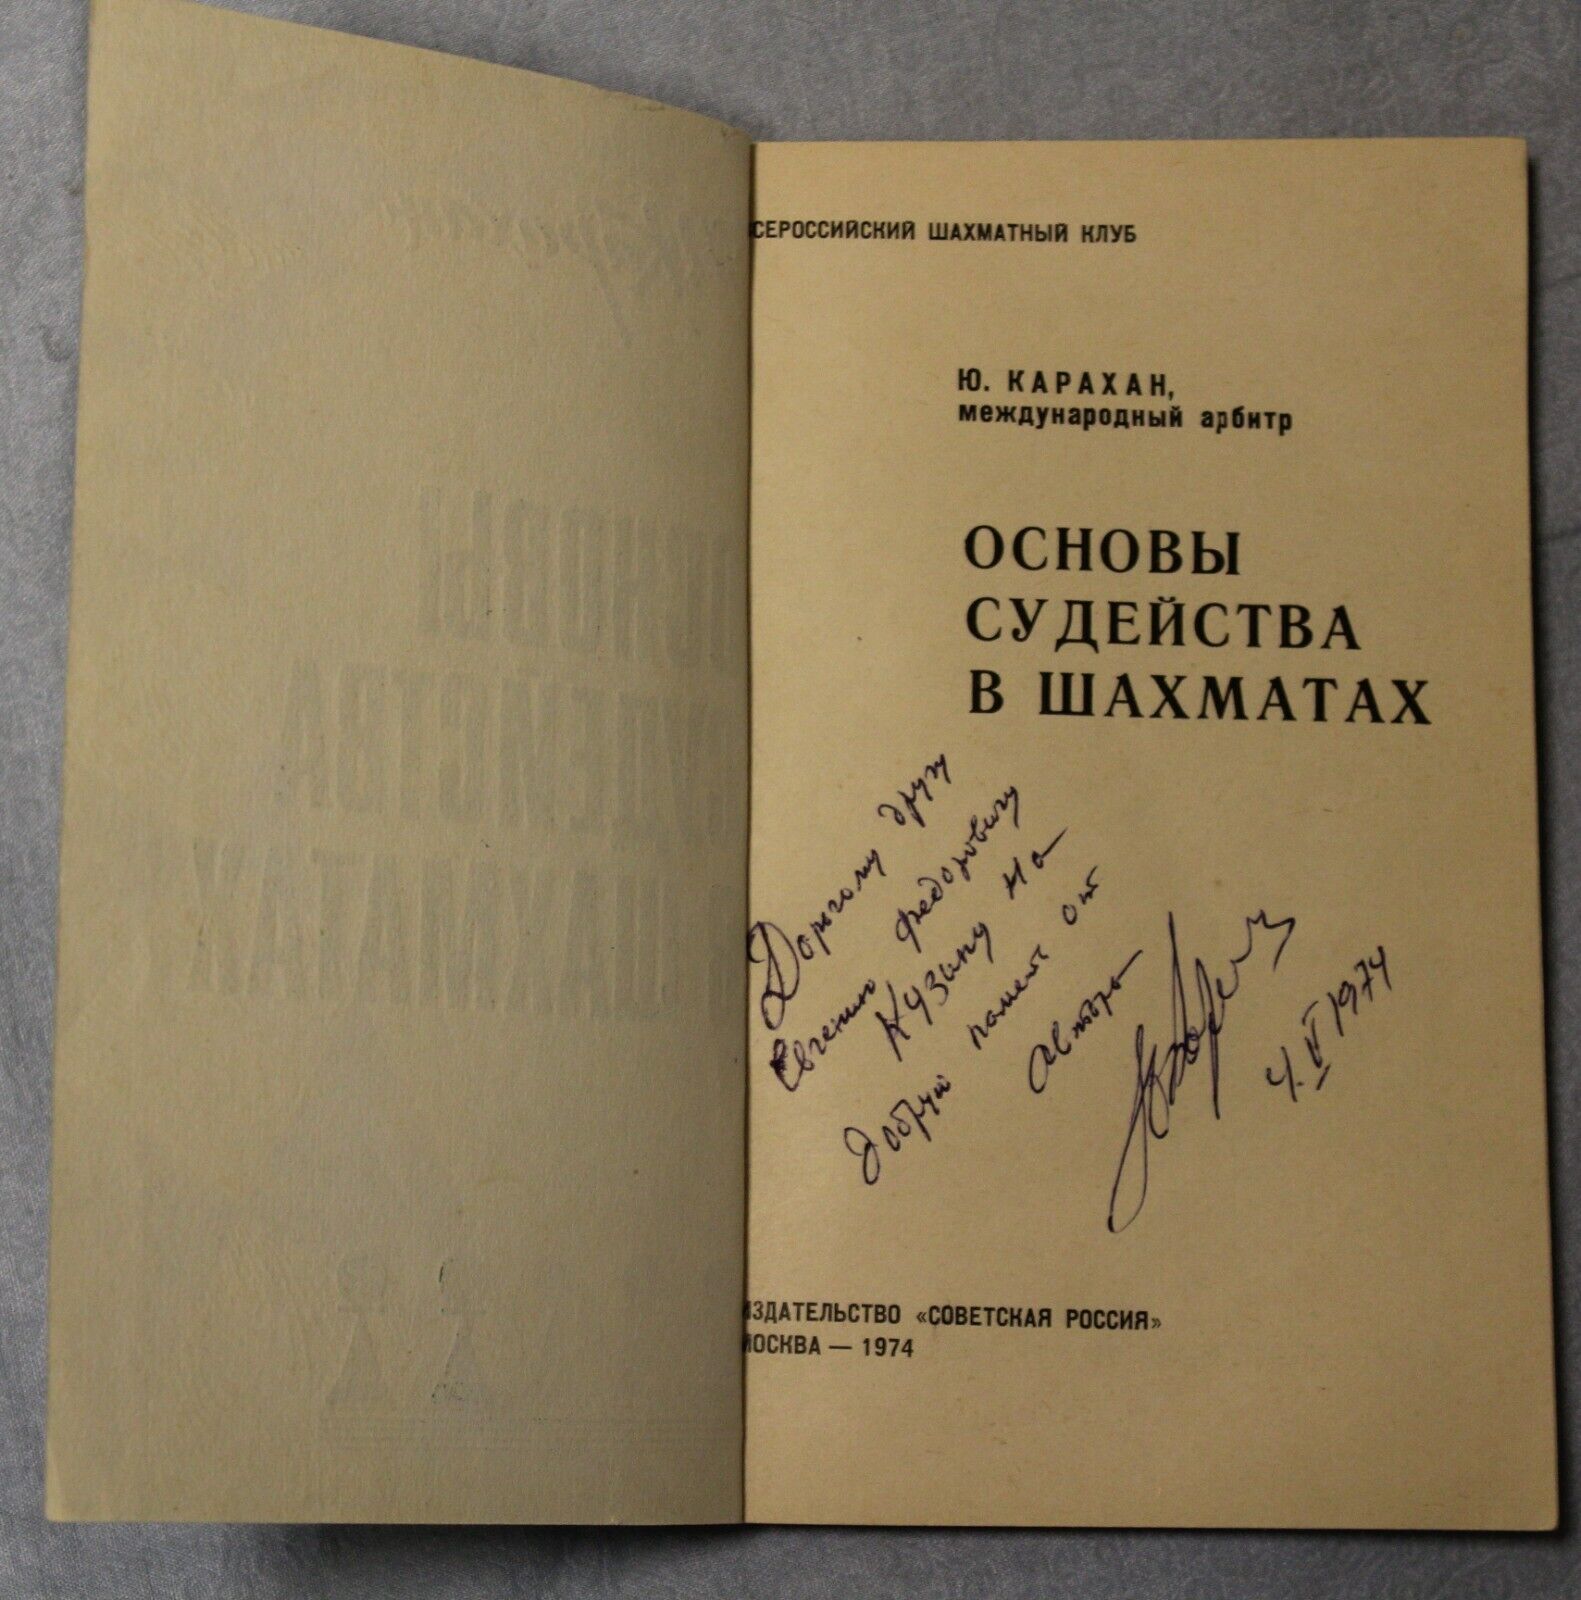 СЕРОССИЙСКИЙ ШАХМАТНЫЙ КЛУБ
Ю. КАРАХАН,
международный арбитр
ОСНОВЫ
СУДЕЙСТВА
В ШАХМАТАХ
Дорогому другу
Евгению Федоровичу
Кузину на
добрую память от
автора
4.VI 1974
ИЗДАТЕЛЬСТВО «СОВЕТСКАЯ РОССИЯ»
МОСКВА — 1974